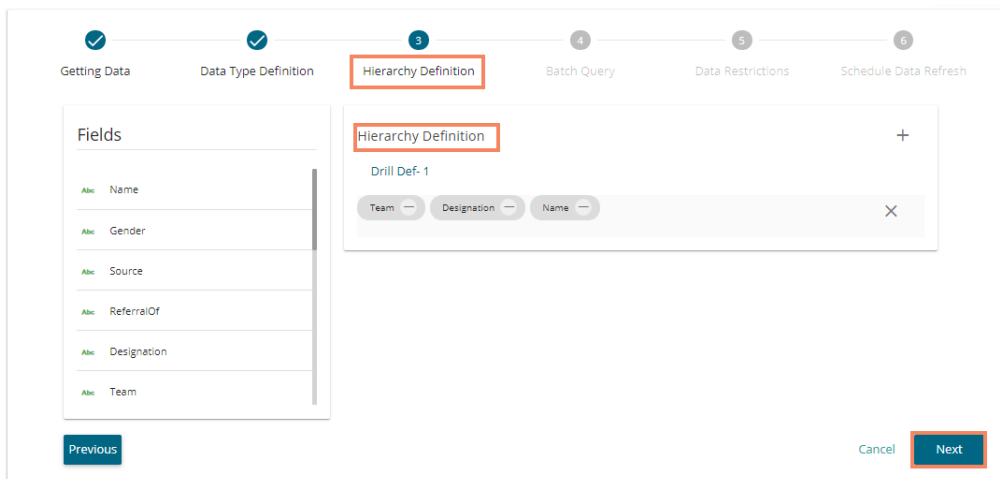 3
4
5
6
Getting Data
Data Type Definition
Hierarchy Definition
Batch Query
Data Restrictions
Schedule Data Refresh
Fields
Abc Name
Abc Gender
Abc Source
Abc ReferralOf
Abc Designation
Abc Team
Hierarchy Definition
Drill Def- 1
Team
Designation
Name
Previous
Cancel
Next